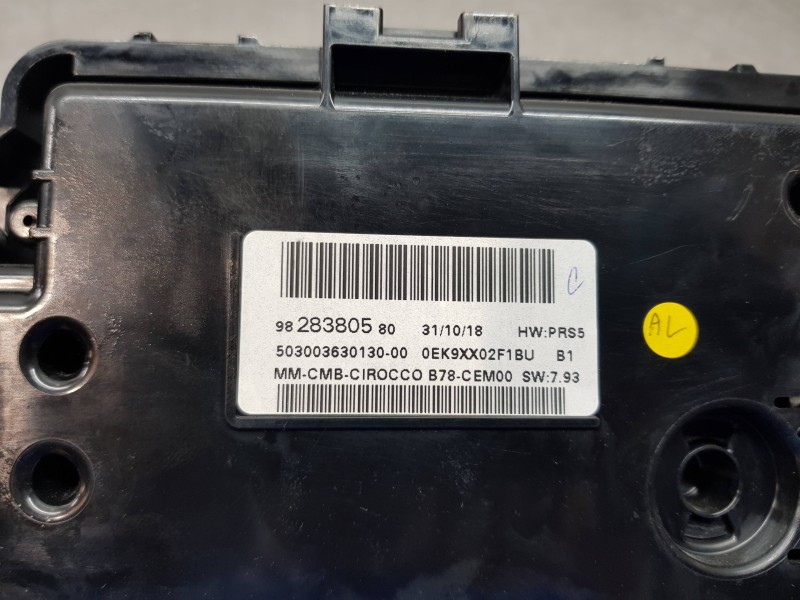 C
98 283805 80 31/10/18 HW:PRS5
503003630130-00 0EK9XX02F1BU B1
MM-CMB-CIROCCO B78-CEM00 SW:7.93
AL